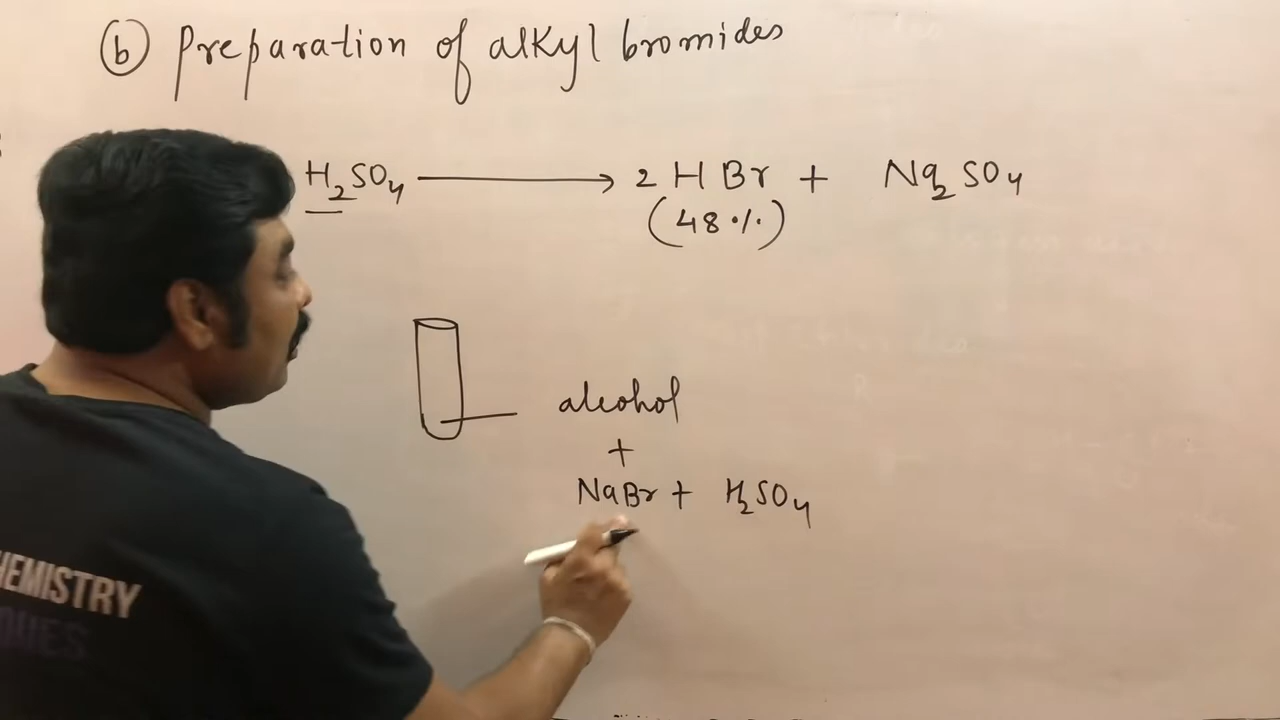 (b) Preparation of alkyl bromides
H₂SO₄ ⟶ 2 HBr + Na₂SO₄
(48 %)
alcohol
+
NaBr + H₂SO₄
HEMISTRY